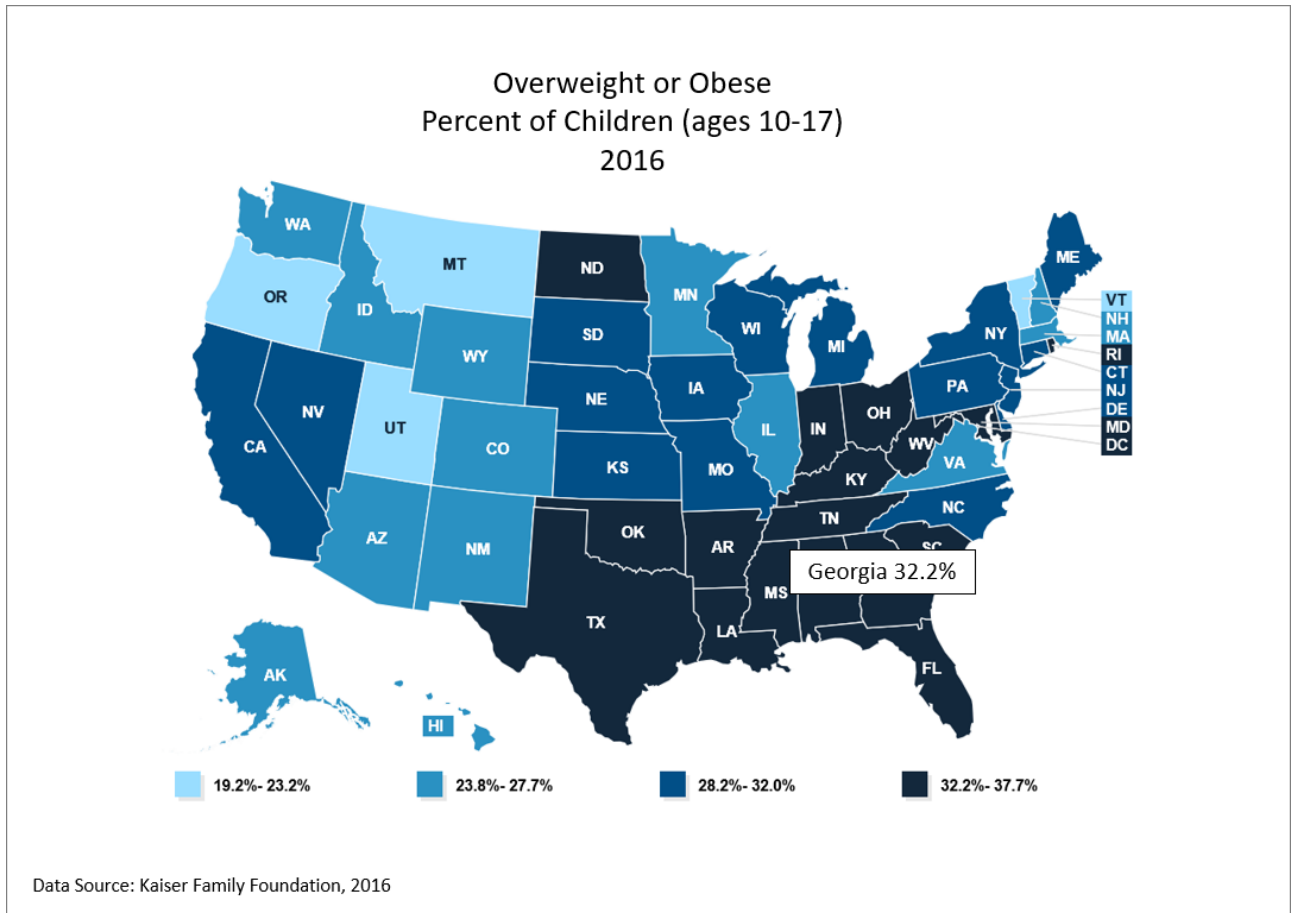 Overweight or Obese
Percent of Children (ages 10-17)
2016
WA
MT
ND
MN
ME
OR
ID
WY
SD
WI
MI
NY
VT
NH
MA
RI
CT
NJ
DE
MD
DC
NV
UT
CO
NE
IA
IL
IN
OH
PA
CA
KS
MO
KY
WV
VA
AZ
NM
OK
AR
TN
NC
SC
Georgia 32.2%
MS
TX
LA
FL
AK
HI
19.2%- 23.2%
23.8%- 27.7%
28.2%- 32.0%
32.2%- 37.7%
Data Source: Kaiser Family Foundation, 2016